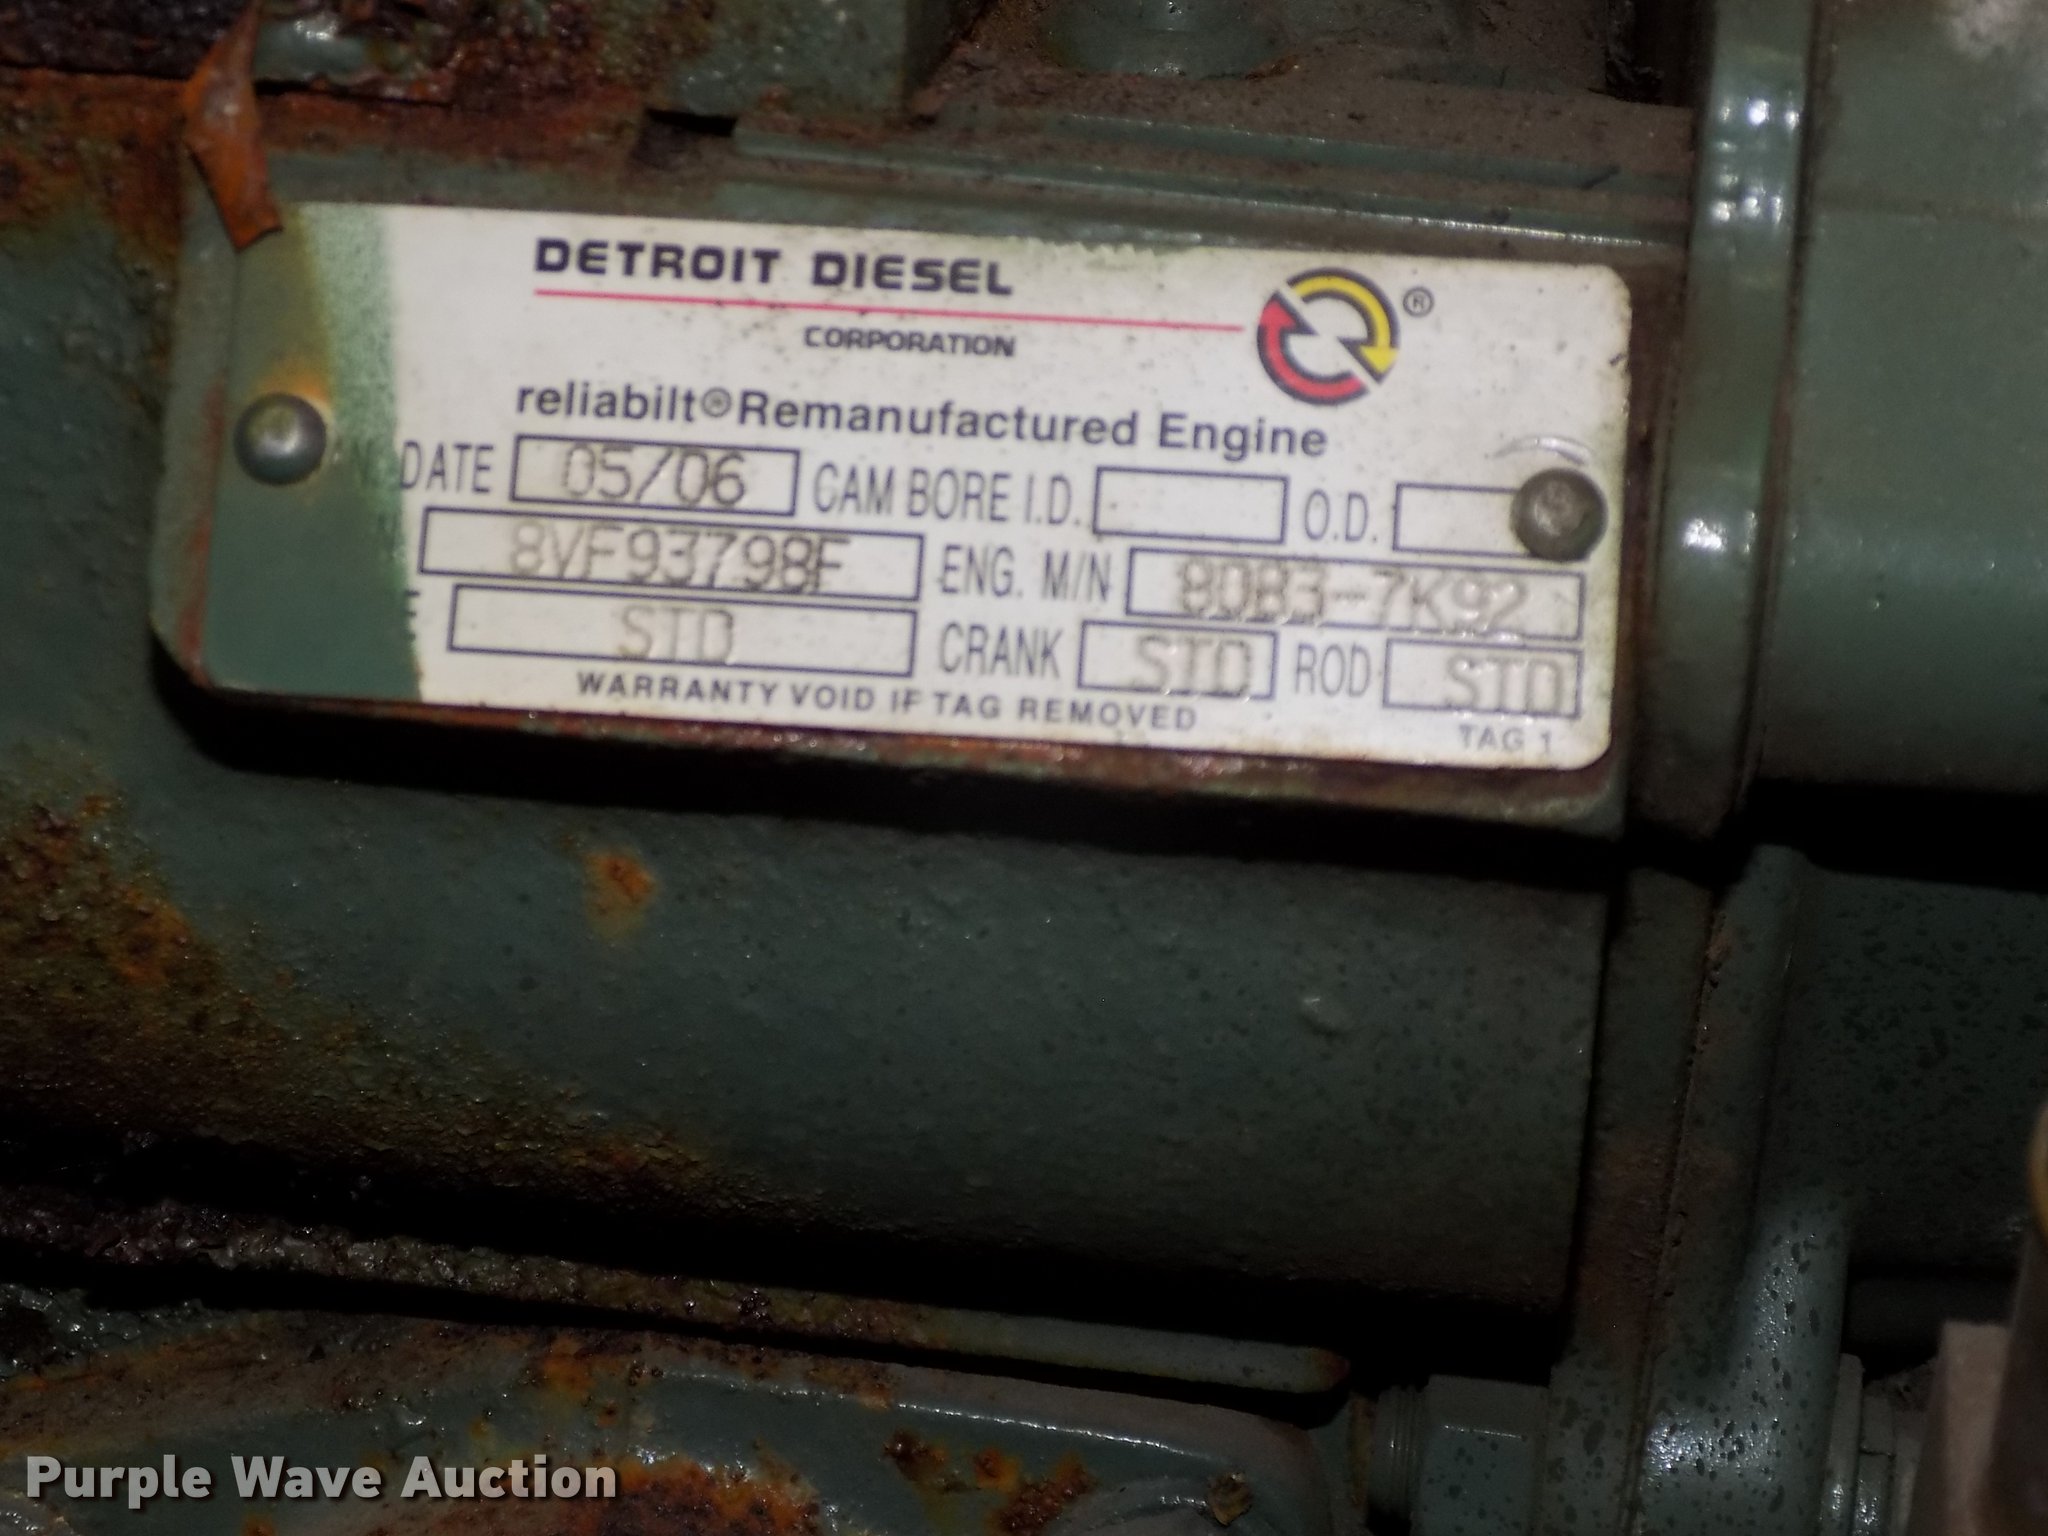 DETROIT DIESEL
CORPORATION
®
reliabilt®Remanufactured Engine
DATE 05/06 CAM BORE I.D. O.D.
8VF93798F ENG. M/N 8083-7K92
STD CRANK STD ROD STD
WARRANTY VOID IF TAG REMOVED
TAG 1
Purple Wave Auction